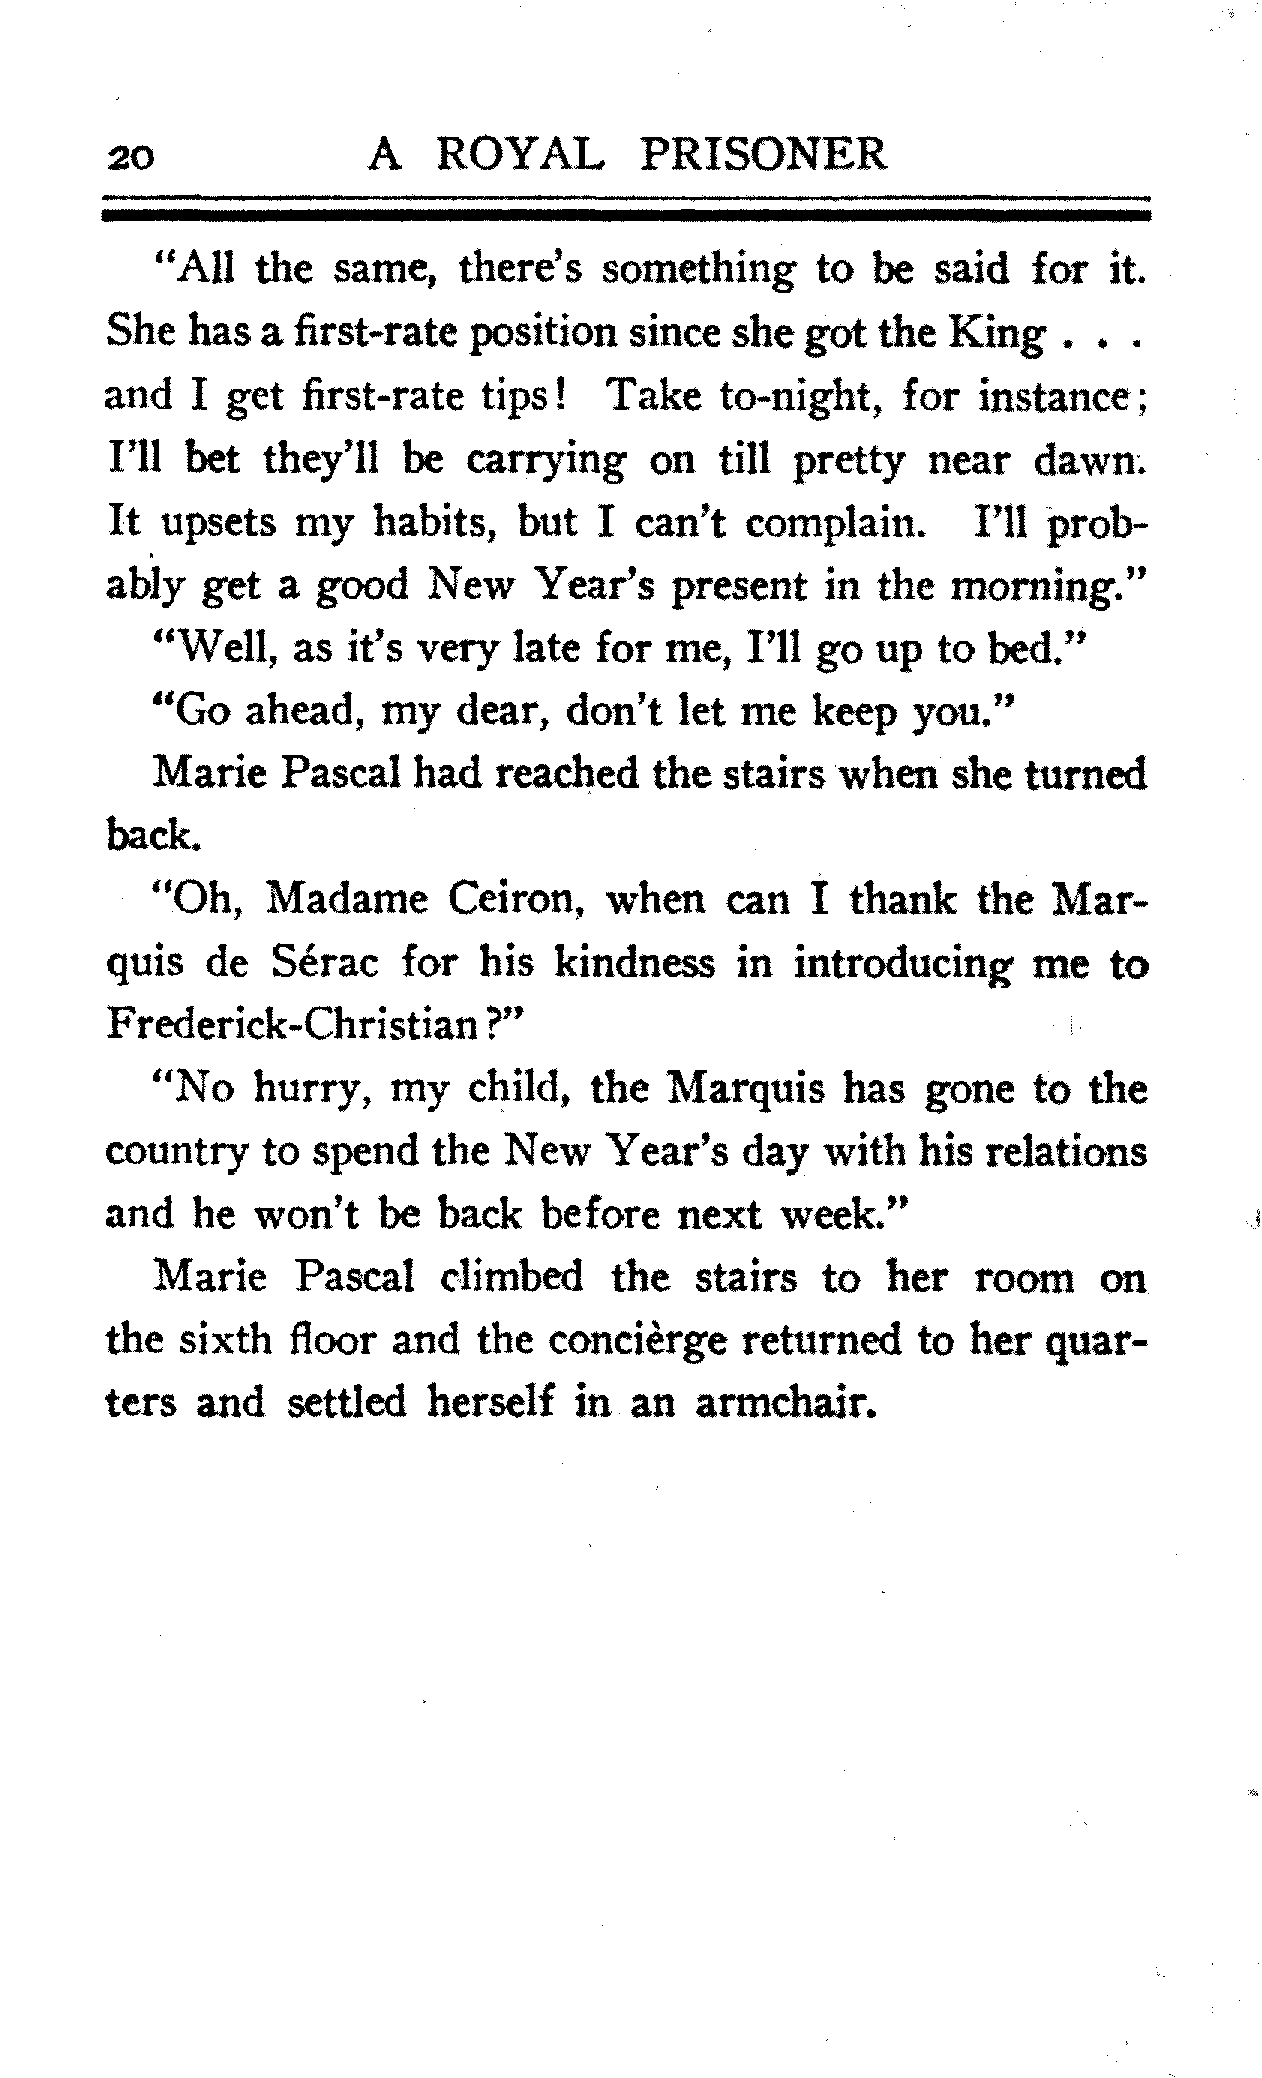 20 A ROYAL PRISONER
"All the same, there's something to be said for it.
She has a first-rate position since she got the King . . .
and I get first-rate tips! Take to-night, for instance;
I'll bet they'll be carrying on till pretty near dawn.
It upsets my habits, but I can't complain. I'll prob-
ably get a good New Year's present in the morning."
"Well, as it's very late for me, I'll go up to bed."
"Go ahead, my dear, don't let me keep you."
Marie Pascal had reached the stairs when she turned
back.
"Oh, Madame Ceiron, when can I thank the Mar-
quis de Sérac for his kindness in introducing me to
Frederick-Christian?"
"No hurry, my child, the Marquis has gone to the
country to spend the New Year's day with his relations
and he won't be back before next week."
Marie Pascal climbed the stairs to her room on
the sixth floor and the concièrge returned to her quar-
ters and settled herself in an armchair.